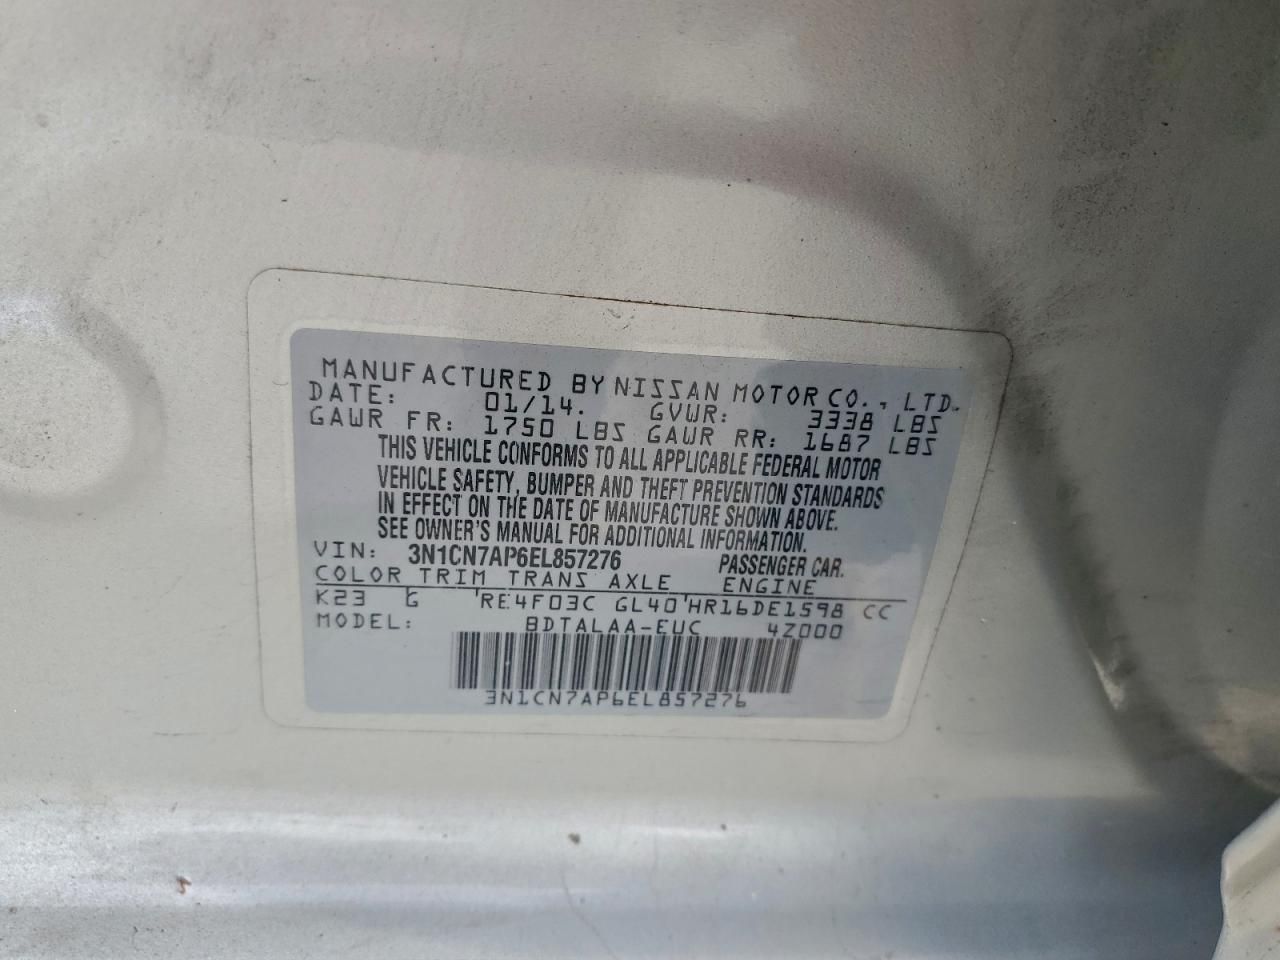 MANUFACTURED BY NISSAN MOTOR CO., LTD.
DATE: 01/14. GVWR: 3338 LBS
GAWR FR: 1750 LBS GAWR RR: 1687 LBS
THIS VEHICLE CONFORMS TO ALL APPLICABLE FEDERAL MOTOR
VEHICLE SAFETY, BUMPER AND THEFT PREVENTION STANDARDS
IN EFFECT ON THE DATE OF MANUFACTURE SHOWN ABOVE.
SEE OWNER'S MANUAL FOR ADDITIONAL INFORMATION.
VIN: 3N1CN7AP6EL857276 PASSENGER CAR.
COLOR TRIM TRANS AXLE ENGINE
K23 G RE4F03C GL40 HR16DE1598 CC
MODEL: BDTALAA-EUC 4Z000
3N1CN7AP6EL857276